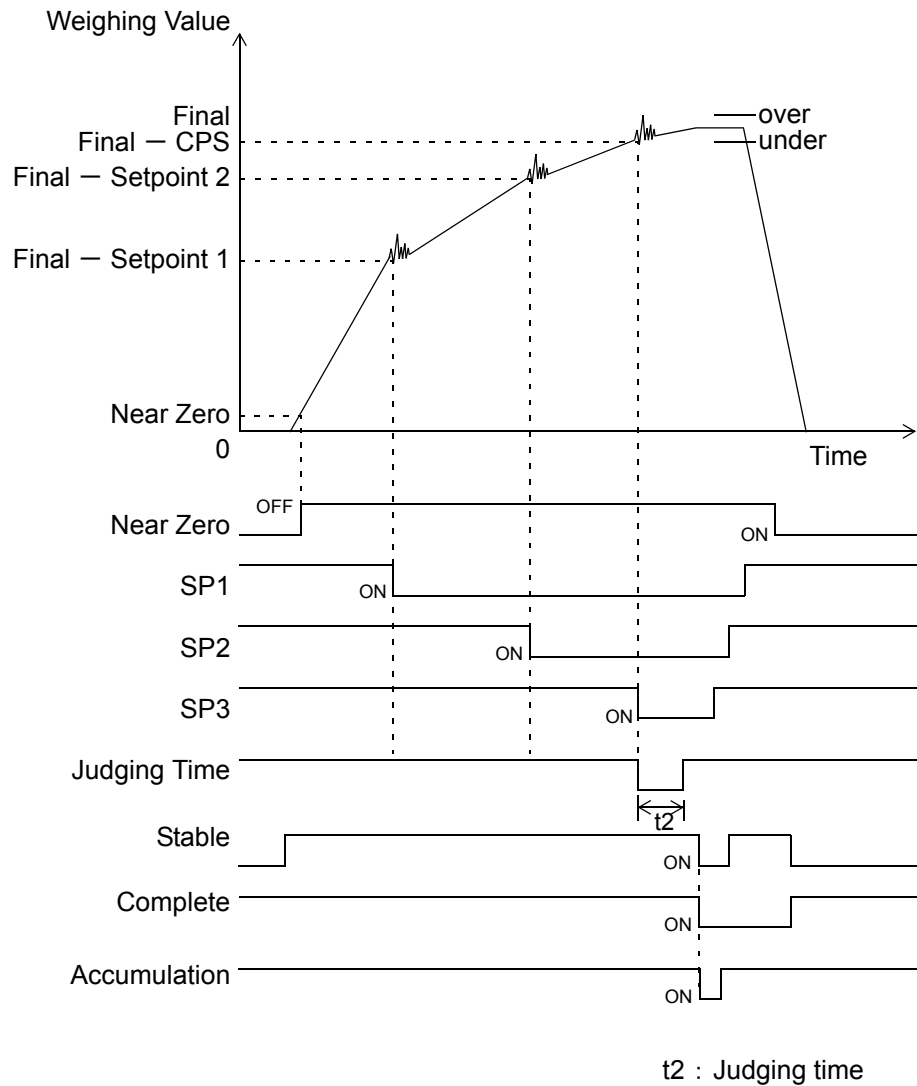 Weighing Value
Final
over
Final － CPS
under
Final － Setpoint 2
Final － Setpoint 1
Near Zero
0
Time
OFF
Near Zero
ON
SP1
ON
SP2
ON
SP3
ON
Judging Time
t2
Stable
ON
Complete
ON
Accumulation
ON
t2 : Judging time